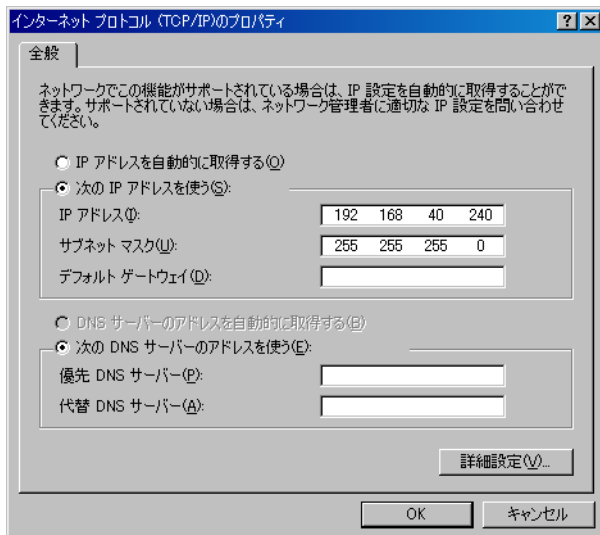 インターネット プロトコル (TCP/IP)のプロパティ
全般
ネットワークでこの機能がサポートされている場合は、IP 設定を自動的に取得することがで
きます。サポートされていない場合は、ネットワーク管理者に適切な IP 設定を問い合わせ
てください。
IP アドレスを自動的に取得する(O)
次の IP アドレスを使う(S):
IP アドレス(I): 192 168 40 240
サブネット マスク(U): 255 255 255 0
デフォルト ゲートウェイ(D):
DNS サーバーのアドレスを自動的に取得する(B)
次の DNS サーバーのアドレスを使う(E):
優先 DNS サーバー(P):
代替 DNS サーバー(A):
詳細設定(V)...
OK キャンセル